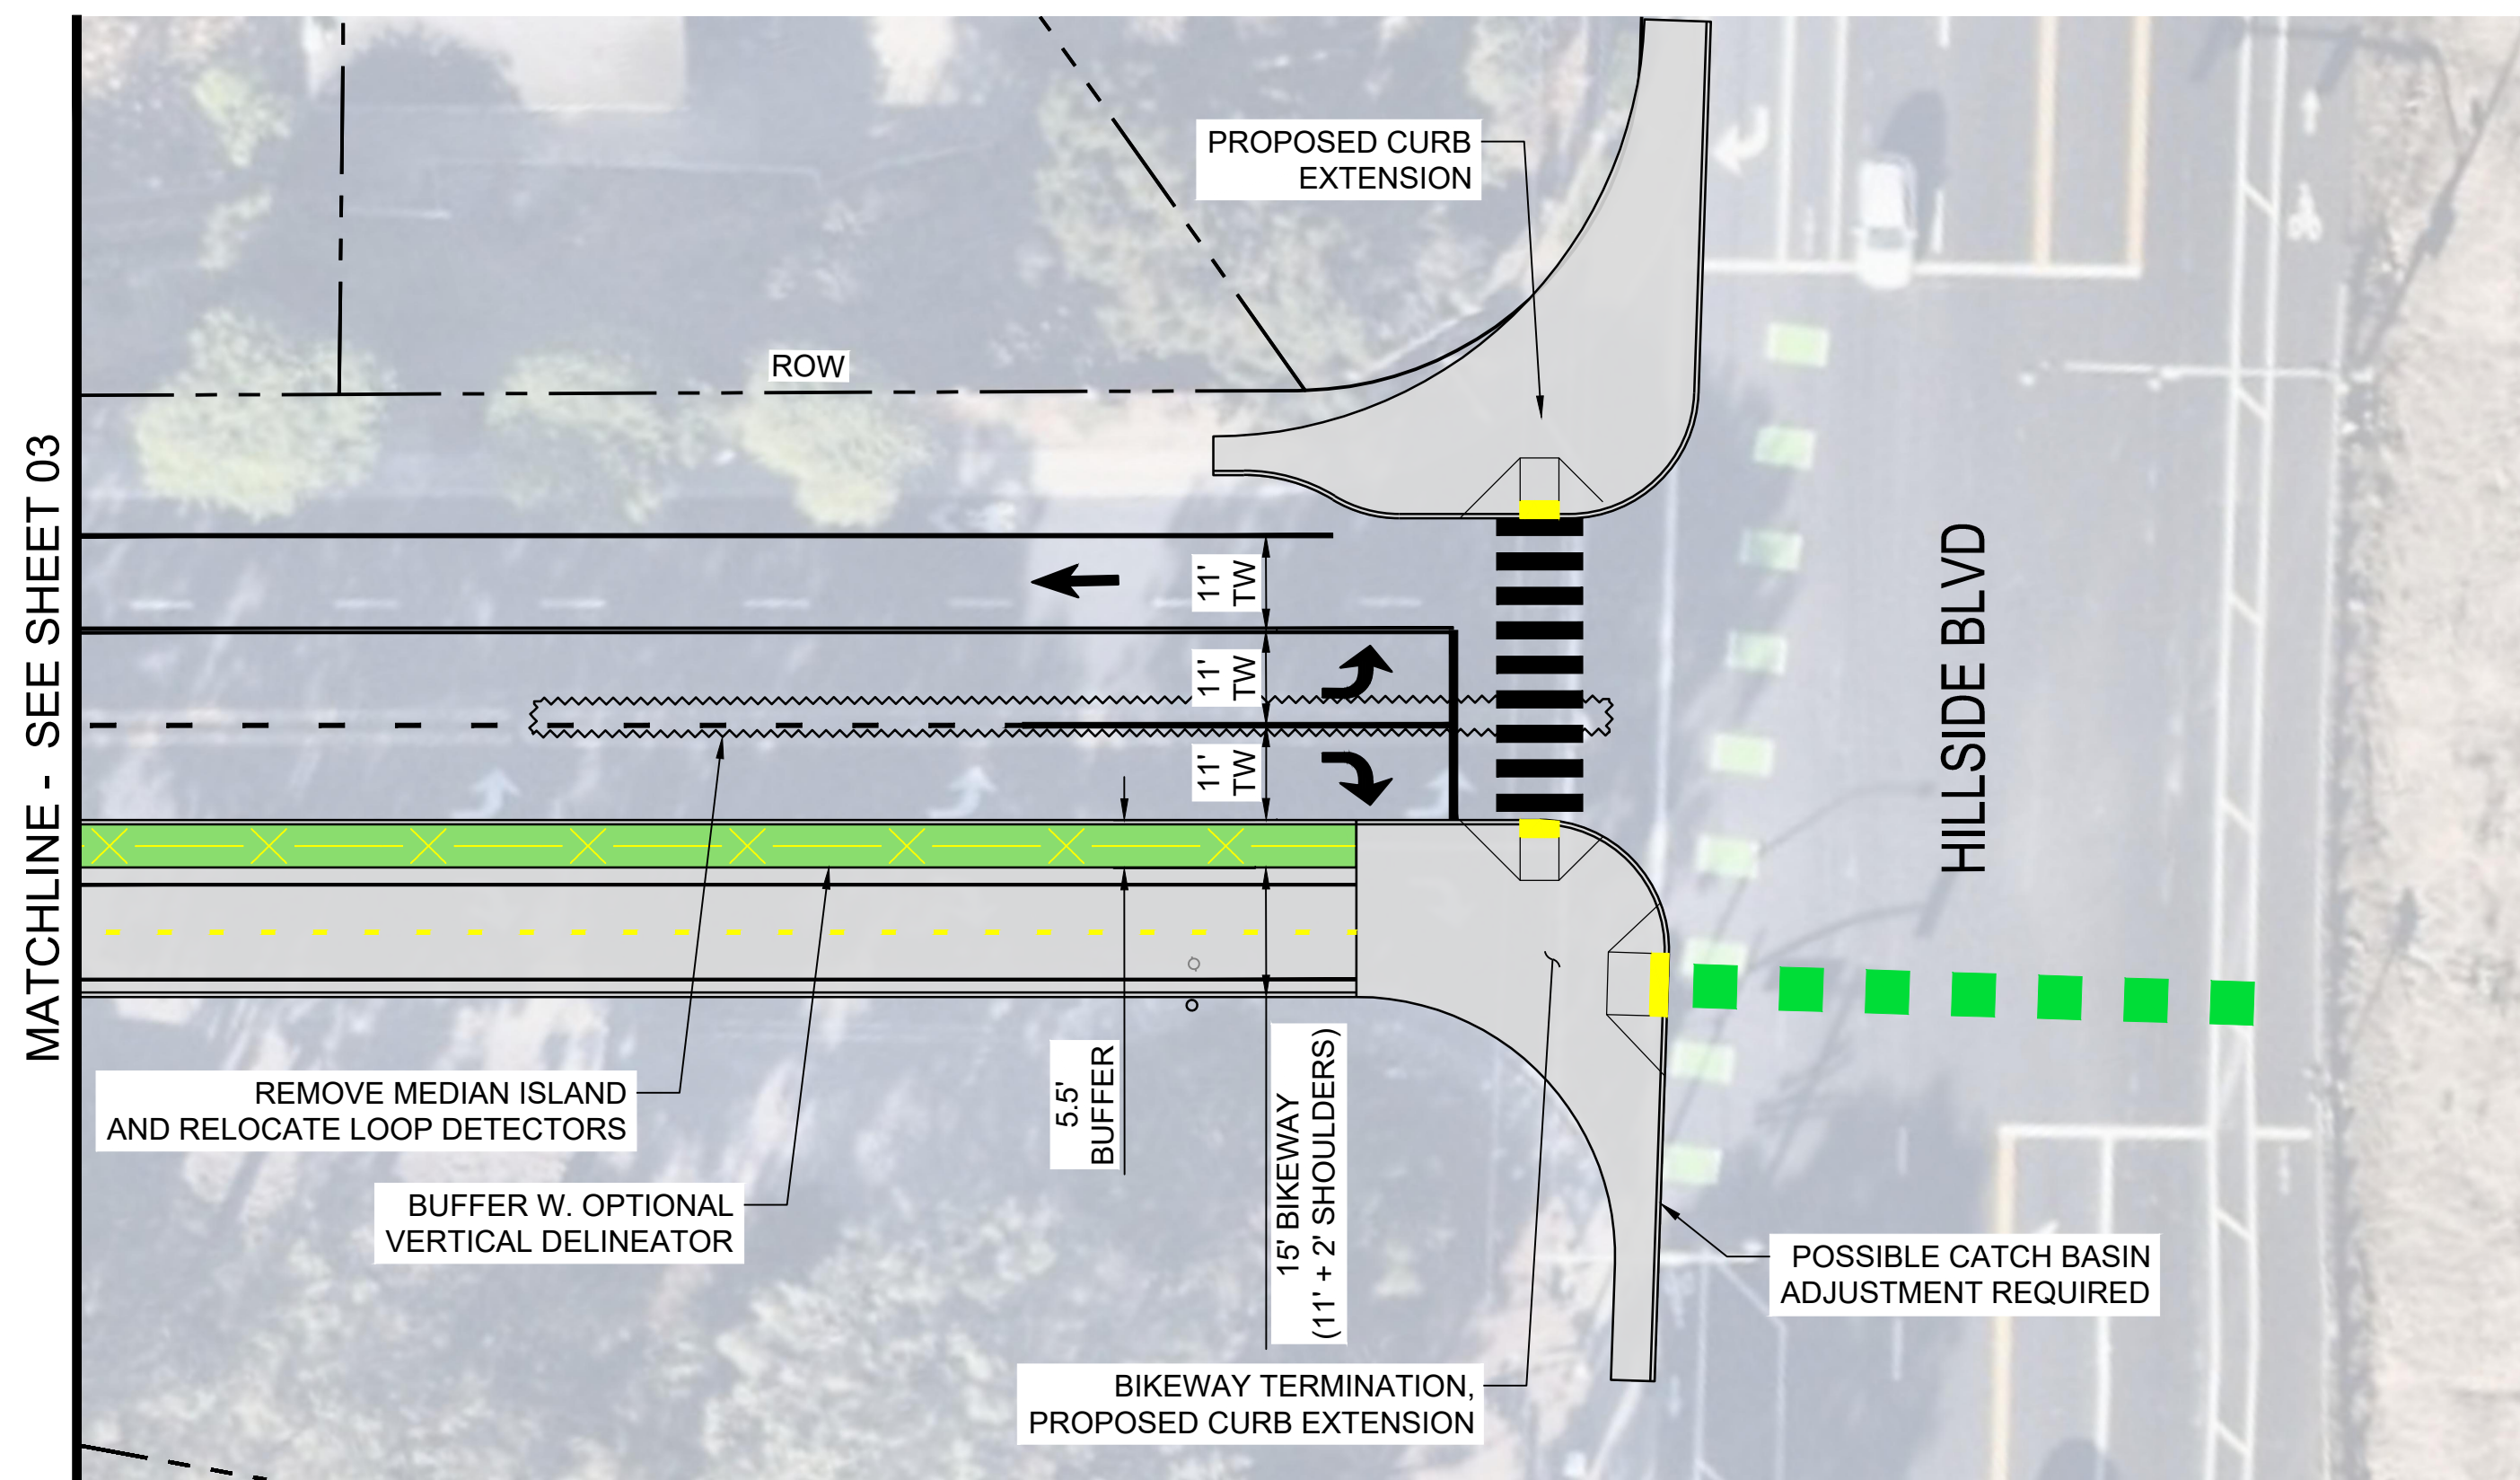 MATCHLINE - SEE SHEET 03
PROPOSED CURB
EXTENSION
ROW
11'
TW
11'
TW
11'
TW
HILLSIDE BLVD
REMOVE MEDIAN ISLAND
AND RELOCATE LOOP DETECTORS
BUFFER W. OPTIONAL
VERTICAL DELINEATOR
5.5'
BUFFER
15' BIKEWAY
(11' + 2' SHOULDERS)
BIKEWAY TERMINATION,
PROPOSED CURB EXTENSION
POSSIBLE CATCH BASIN
ADJUSTMENT REQUIRED